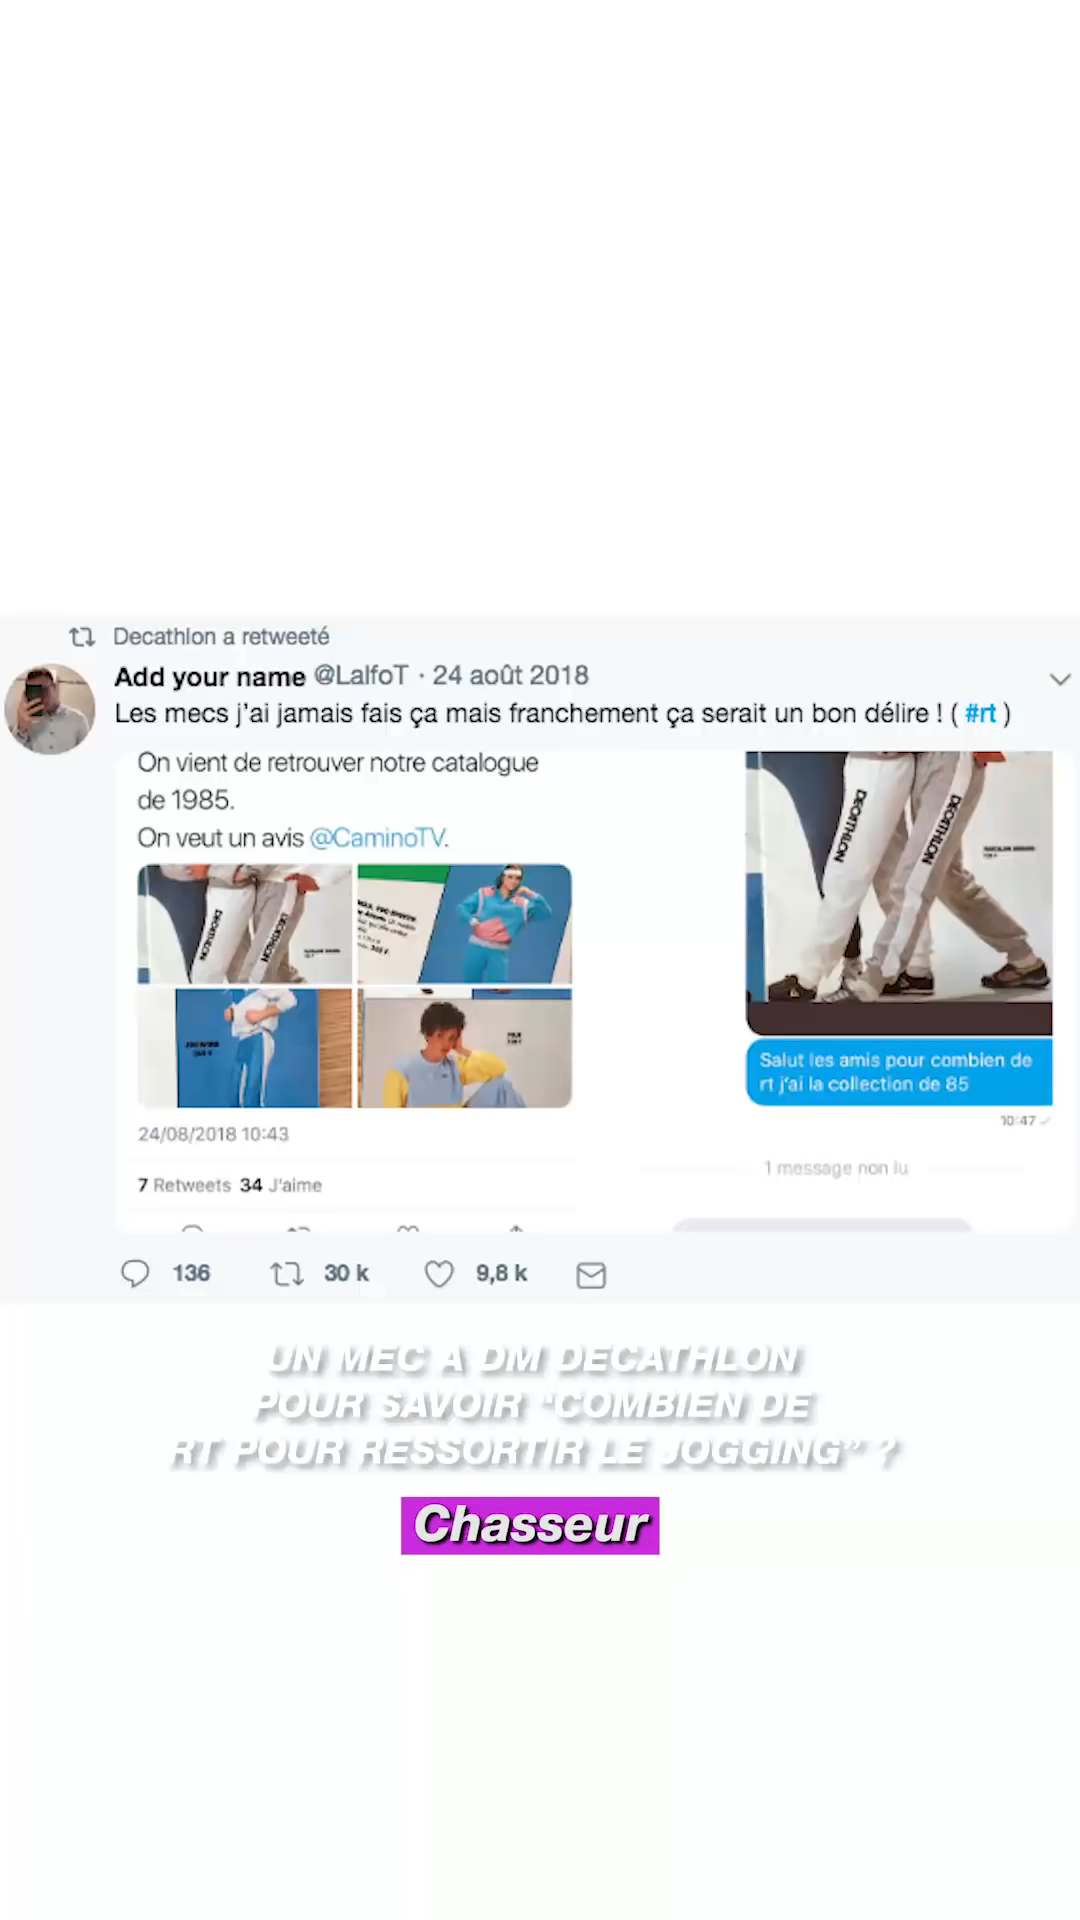 Decathlon a retweeté
Add your name @LalfoT · 24 août 2018
Les mecs j'ai jamais fais ça mais franchement ça serait un bon délire ! ( #rt )
On vient de retrouver notre catalogue
de 1985.
On veut un avis @CaminoTV.
DECATHLON
DECATHLON
DECATHLON
DECATHLON
Salut les amis pour combien de
rt j'ai la collection de 85
10:47
24/08/2018 10:43
1 message non lu
7 Retweets 34 J'aime
136 30 k 9,8 k
UN MEC A DM DECATHLON
POUR SAVOIR "COMBIEN DE
RT POUR RESSORTIR LE JOGGING” ?
Chasseur